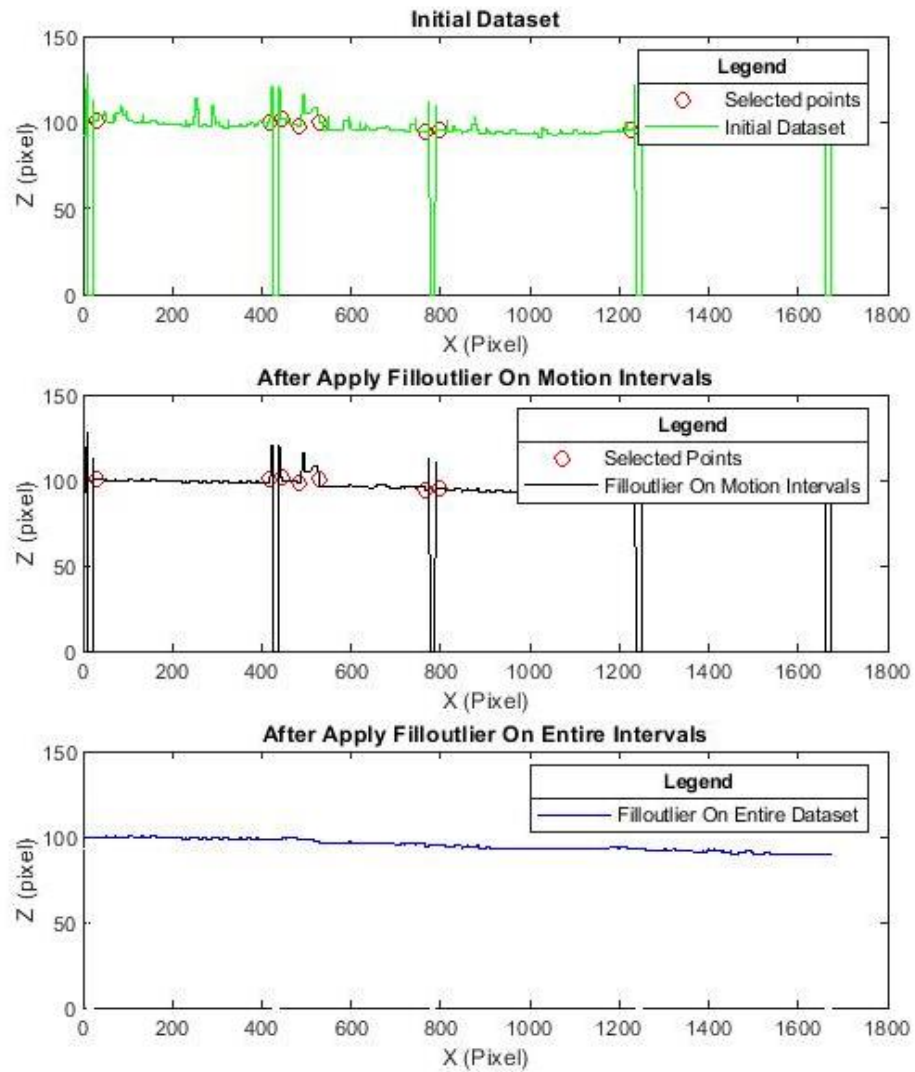 Initial Dataset
150
100
50
0
Z (pixel)
Legend
Selected points
Initial Dataset
0 200 400 600 800 1000 1200 1400 1600 1800
X (Pixel)
After Apply Filloutlier On Motion Intervals
150
100
50
0
Z (pixel)
Legend
Selected Points
Filloutlier On Motion Intervals
0 200 400 600 800 1000 1200 1400 1600 1800
X (Pixel)
After Apply Filloutlier On Entire Intervals
150
100
50
0
Z (pixel)
Legend
Filloutlier On Entire Dataset
0 200 400 600 800 1000 1200 1400 1600 1800
X (Pixel)